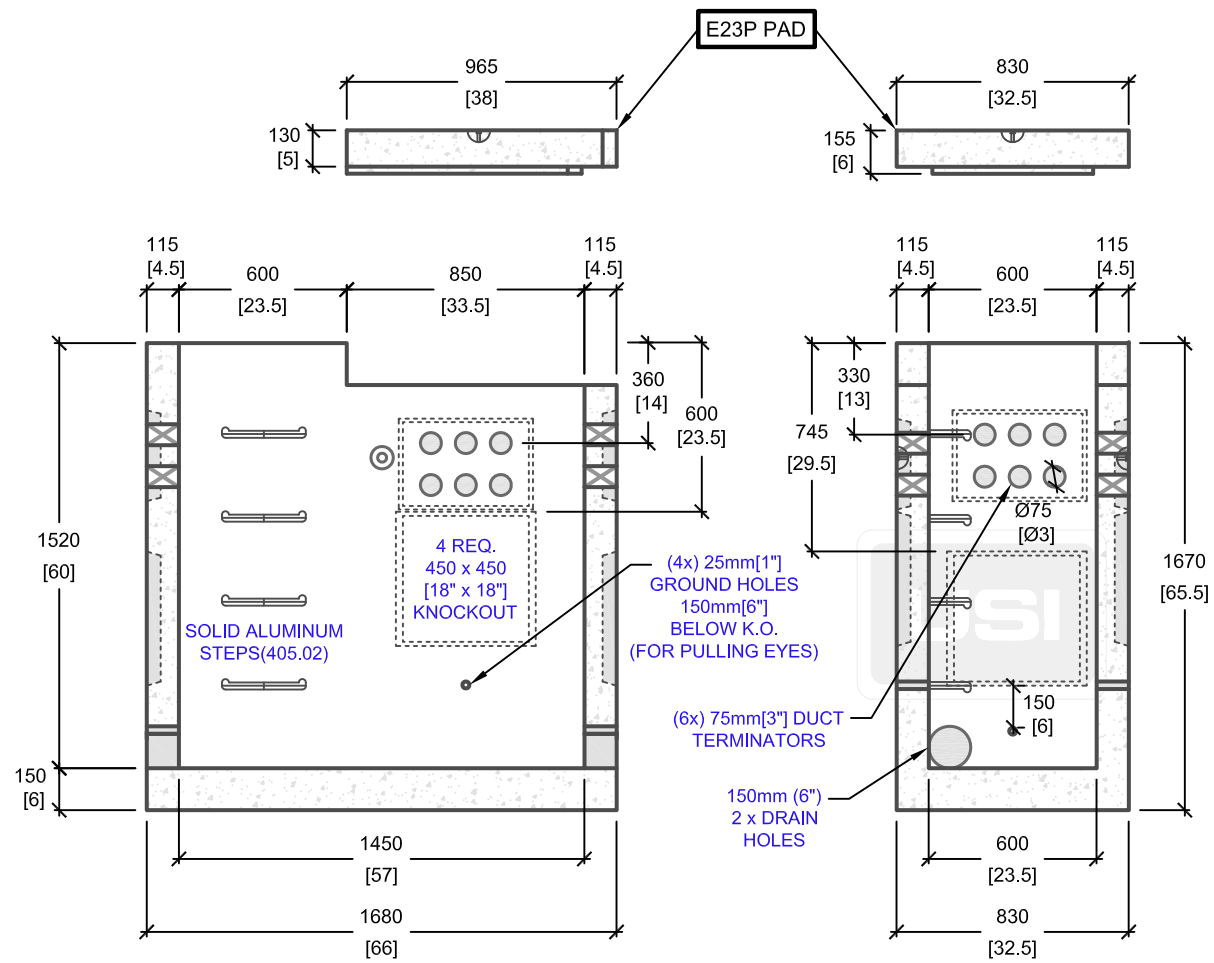 E23P PAD
965
[38]
830
[32.5]
130
[5]
155
[6]
115
[4.5]
600
[23.5]
850
[33.5]
115
[4.5]
115
[4.5]
600
[23.5]
115
[4.5]
360
[14]
600
[23.5]
330
[13]
745
[29.5]
1520
[60]
1670
[65.5]
Ø75
[Ø3]
4 REQ.
450 x 450
[18" x 18"]
KNOCKOUT
(4x) 25mm[1"]
GROUND HOLES
150mm[6"]
BELOW K.O.
(FOR PULLING EYES)
SOLID ALUMINUM
STEPS(405.02)
(6x) 75mm[3"] DUCT
TERMINATORS
150
[6]
150
[6]
150mm (6")
2 x DRAIN
HOLES
1450
[57]
600
[23.5]
1680
[66]
830
[32.5]